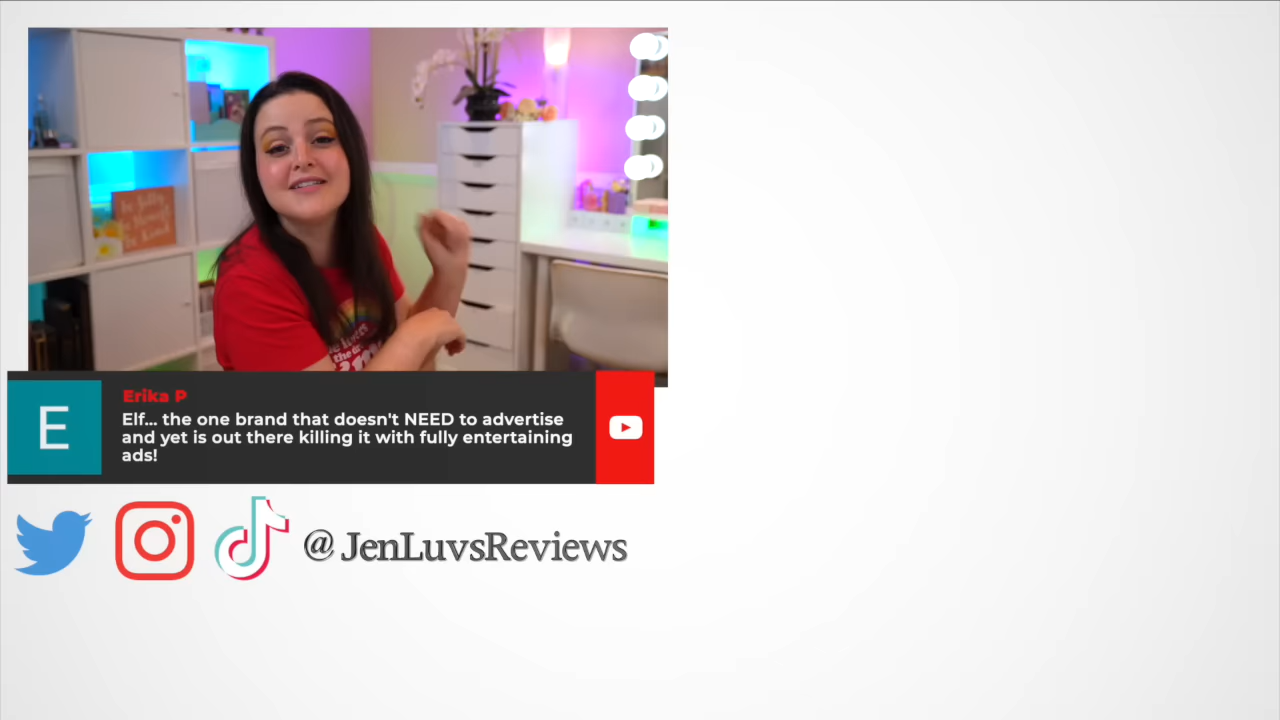 Erika P
E
Elf... the one brand that doesn't NEED to advertise
and yet is out there killing it with fully entertaining
ads!
@JenLuvsReviews